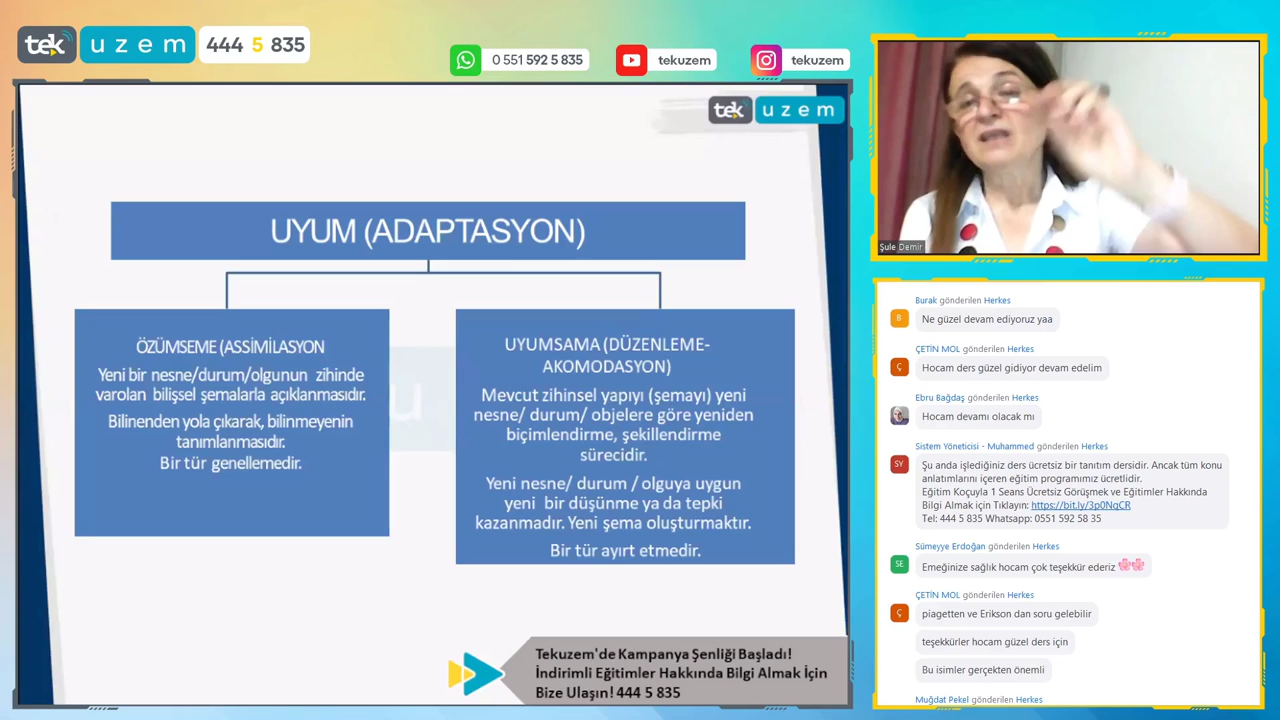 tek uzem 444 5 835
0 551 592 5 835
tekuzem
tekuzem
tek uzem
UYUM (ADAPTASYON)
ÖZÜMSEME (ASSİMİLASYON
Yeni bir nesne/durum/olgunun zihinde
varolan bilişsel şemalarla açıklanmasıdır.
Bilinenden yola çıkarak, bilinmeyenin
tanımlanmasıdır.
Bir tür genellemedir.
UYUMSAMA (DÜZENLEME-
AKOMODASYON)
Mevcut zihinsel yapıyı (şemayı) yeni
nesne/ durum/ objelere göre yeniden
biçimlendirme, şekillendirme
sürecidir.
Yeni nesne/ durum / olguya uygun
yeni bir düşünme ya da tepki
kazanmadır. Yeni şema oluşturmaktır.
Bir tür ayırt etmedir.
Tekuzem'de Kampanya Şenliği Başladı!
İndirimli Eğitimler Hakkında Bilgi Almak İçin
Bize Ulaşın! 444 5 835
Şule Demir
Burak gönderilen Herkes
B
Ne güzel devam ediyoruz yaa
ÇETİN MOL gönderilen Herkes
Ç
Hocam ders güzel gidiyor devam edelim
Ebru Bağdaş gönderilen Herkes
Hocam devamı olacak mı
Sistem Yöneticisi - Muhammed gönderilen Herkes
SY
Şu anda işlediğiniz ders ücretsiz bir tanıtım dersidir. Ancak tüm konu
anlatımlarını içeren eğitim programımız ücretlidir.
Eğitim Koçuyla 1 Seans Ücretsiz Görüşmek ve Eğitimler Hakkında
Bilgi Almak için Tıklayın: https://bit.ly/3p0NqCR
Tel: 444 5 835 Whatsapp: 0551 592 58 35
Sümeyye Erdoğan gönderilen Herkes
SE
Emeğinize sağlık hocam çok teşekkür ederiz
ÇETİN MOL gönderilen Herkes
Ç
piagetten ve Erikson dan soru gelebilir
teşekkürler hocam güzel ders için
Bu isimler gerçekten önemli
Muğdat Pekel gönderilen Herkes